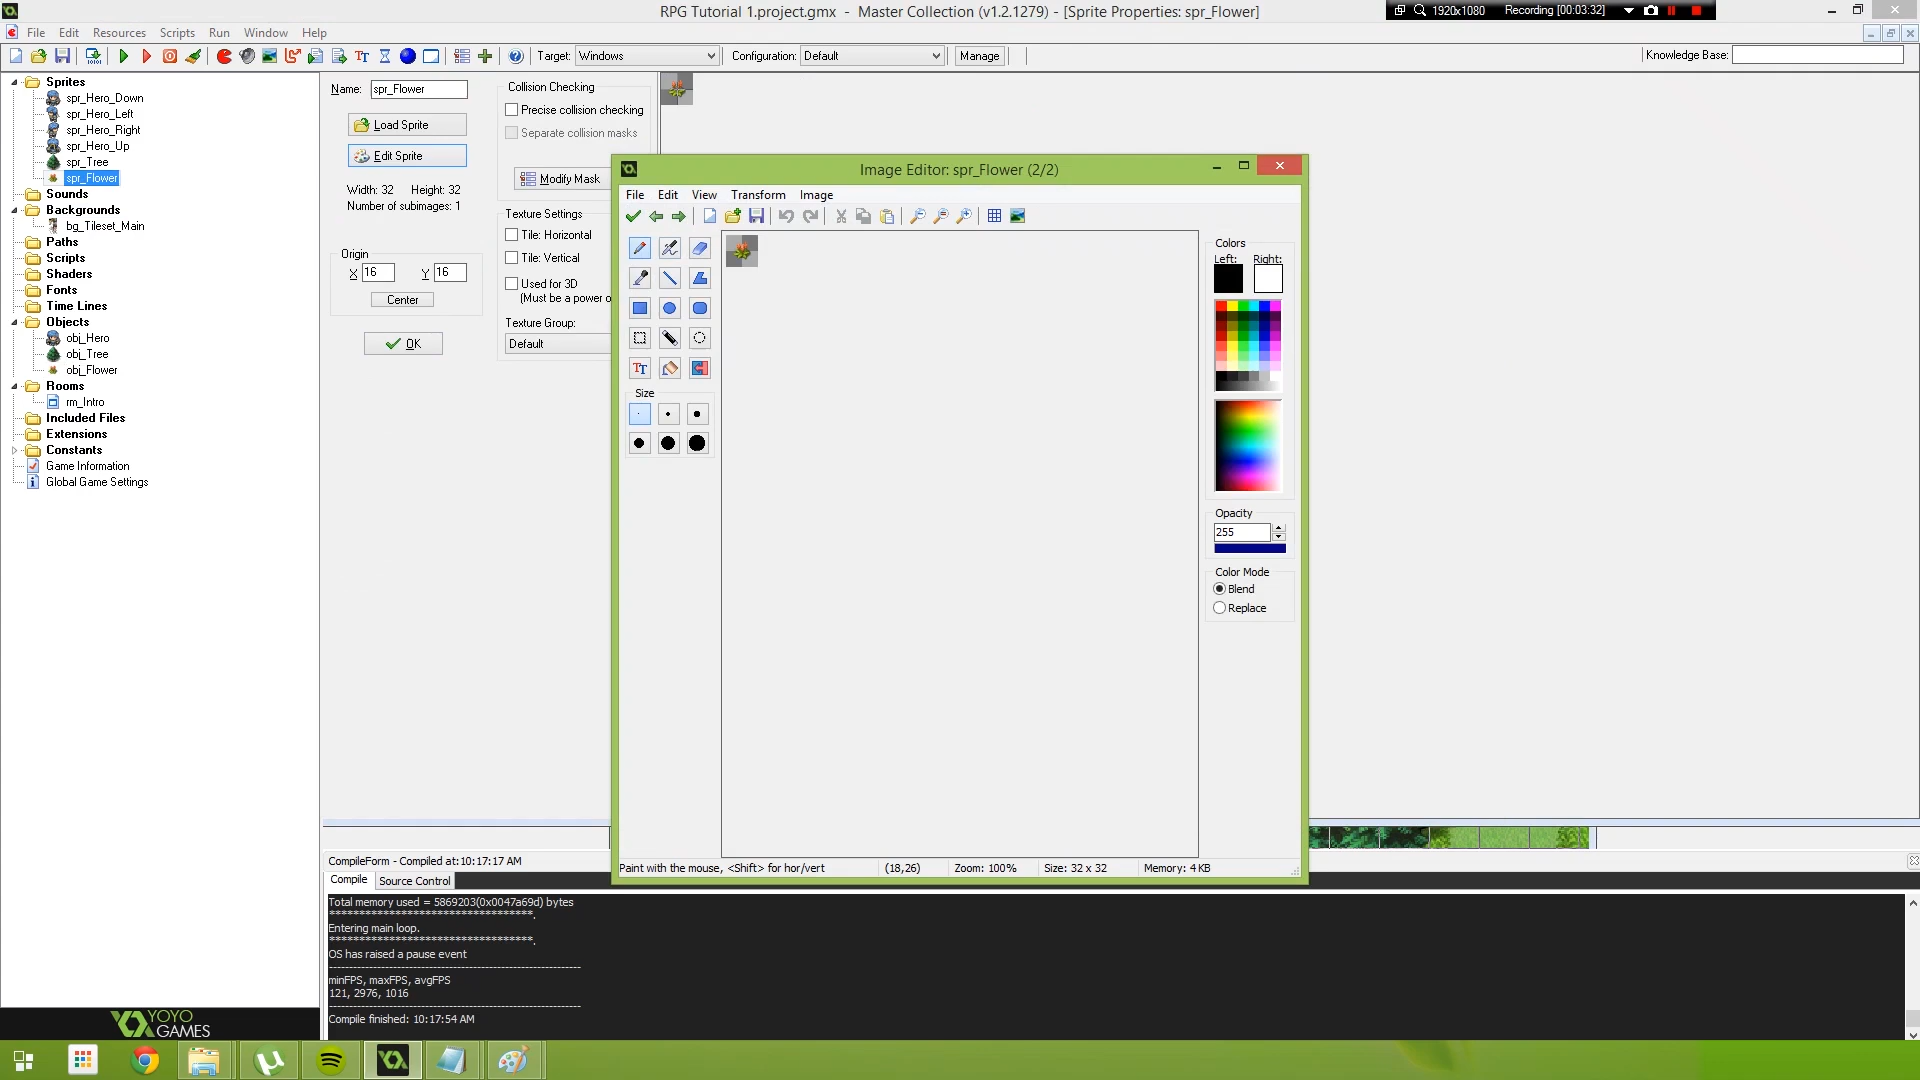 RPG Tutorial 1.project.gmx - Master Collection (v1.2.1279) - [Sprite Properties: spr_Flower]
1920x1080 Recording [00:03:32]
File Edit Resources Scripts Run Window Help
Target: Windows Configuration: Default Manage Knowledge Base:
Sprites
spr_Hero_Down
spr_Hero_Left
spr_Hero_Right
spr_Hero_Up
spr_Tree
spr_Flower
Sounds
Backgrounds
bg_Tileset_Main
Paths
Scripts
Shaders
Fonts
Time Lines
Objects
obj_Hero
obj_Tree
obj_Flower
Rooms
rm_Intro
Included Files
Extensions
Constants
Game Information
Global Game Settings
YOYO
GAMES
Name: spr_Flower
Load Sprite
Edit Sprite
Width: 32 Height: 32
Number of subimages: 1
Origin
X 16 Y 16
Center
OK
Collision Checking
Precise collision checking
Separate collision masks
Modify Mask
Texture Settings
Tile: Horizontal
Tile: Vertical
Used for 3D
(Must be a power o
Texture Group:
Default
Image Editor: spr_Flower (2/2)
File Edit View Transform Image
Size
Colors
Left: Right:
Opacity
255
Color Mode
Blend
Replace
Paint with the mouse, <Shift> for hor/vert (18,26) Zoom: 100% Size: 32 x 32 Memory: 4 KB
CompileForm - Compiled at:10:17:17 AM
Compile Source Control
Total memory used = 5869203(0x0047a69d) bytes
***********************************.
Entering main loop.
***********************************.
OS has raised a pause event
----------------------------------------------------------------
minFPS, maxFPS, avgFPS
121, 2976, 1016
----------------------------------------------------------------
Compile finished: 10:17:54 AM